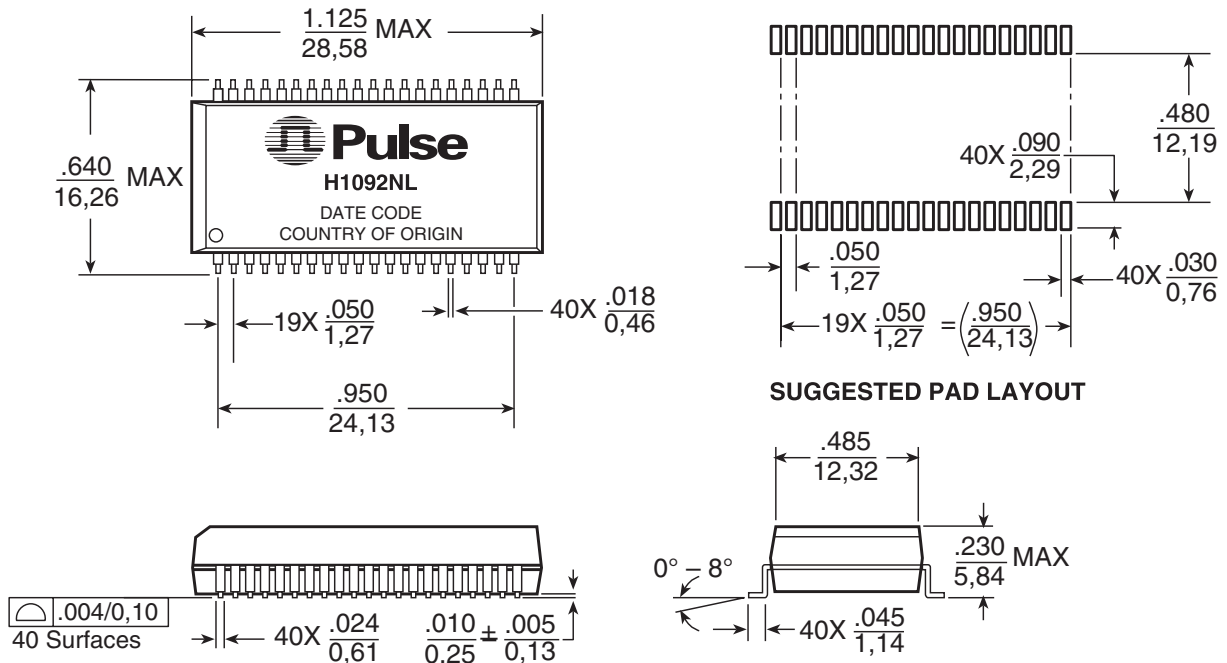 1.125
28,58
MAX
.640
16,26
MAX
Pulse
H1092NL
DATE CODE
COUNTRY OF ORIGIN
19X .050
1,27
40X .018
0,46
.950
24,13
.480
12,19
40X .090
2,29
.050
1,27
40X .030
0,76
19X .050 = (.950)
1,27 24,13
SUGGESTED PAD LAYOUT
.004/0,10
40 Surfaces
40X .024
0,61
.010 ± .005
0,25 0,13
.485
12,32
0° – 8°
.230
5,84
MAX
40X .045
1,14